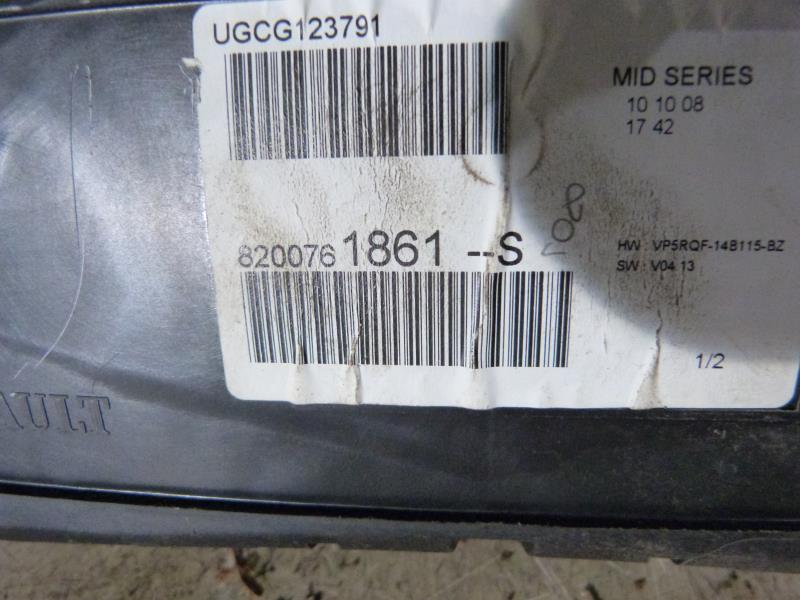 UGCG123791
MID SERIES
10 10 08
17 42
8200761861 --S
HW : VP5RQF-14B115-BZ
SW : V04 13
1/2
AULT